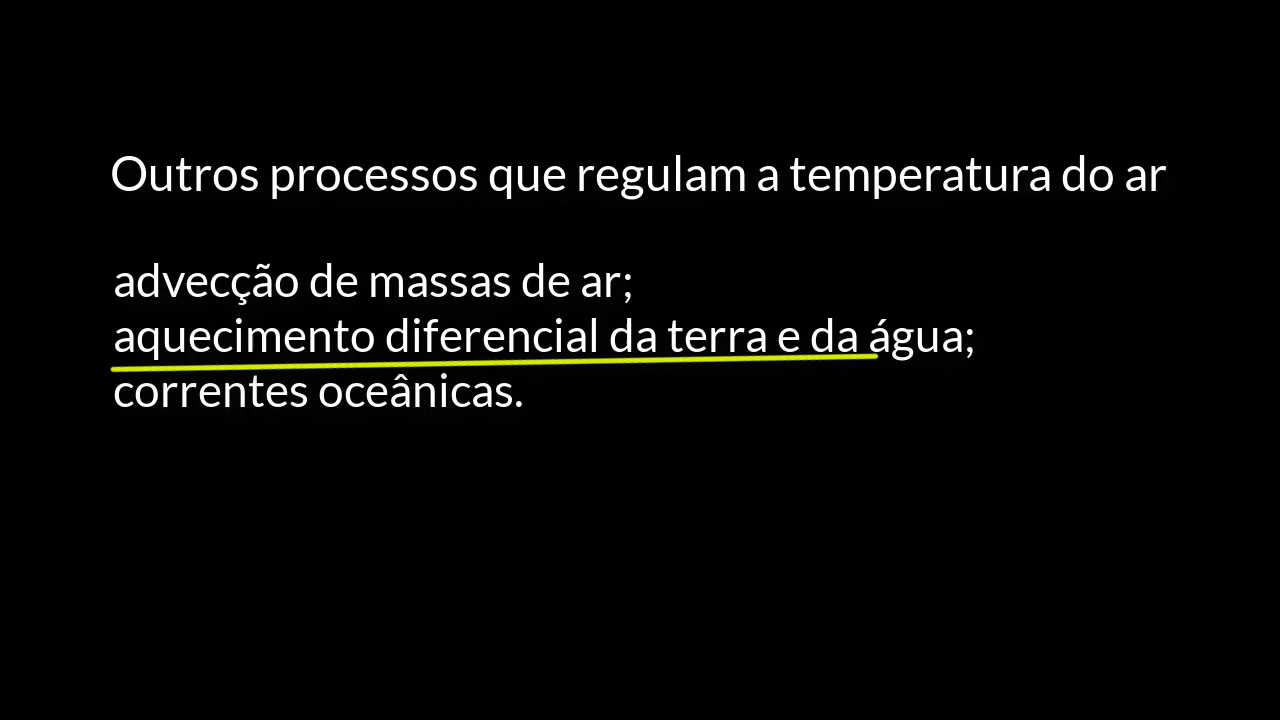 Outros processos que regulam a temperatura do ar
advecção de massas de ar;
aquecimento diferencial da terra e da água;
correntes oceânicas.